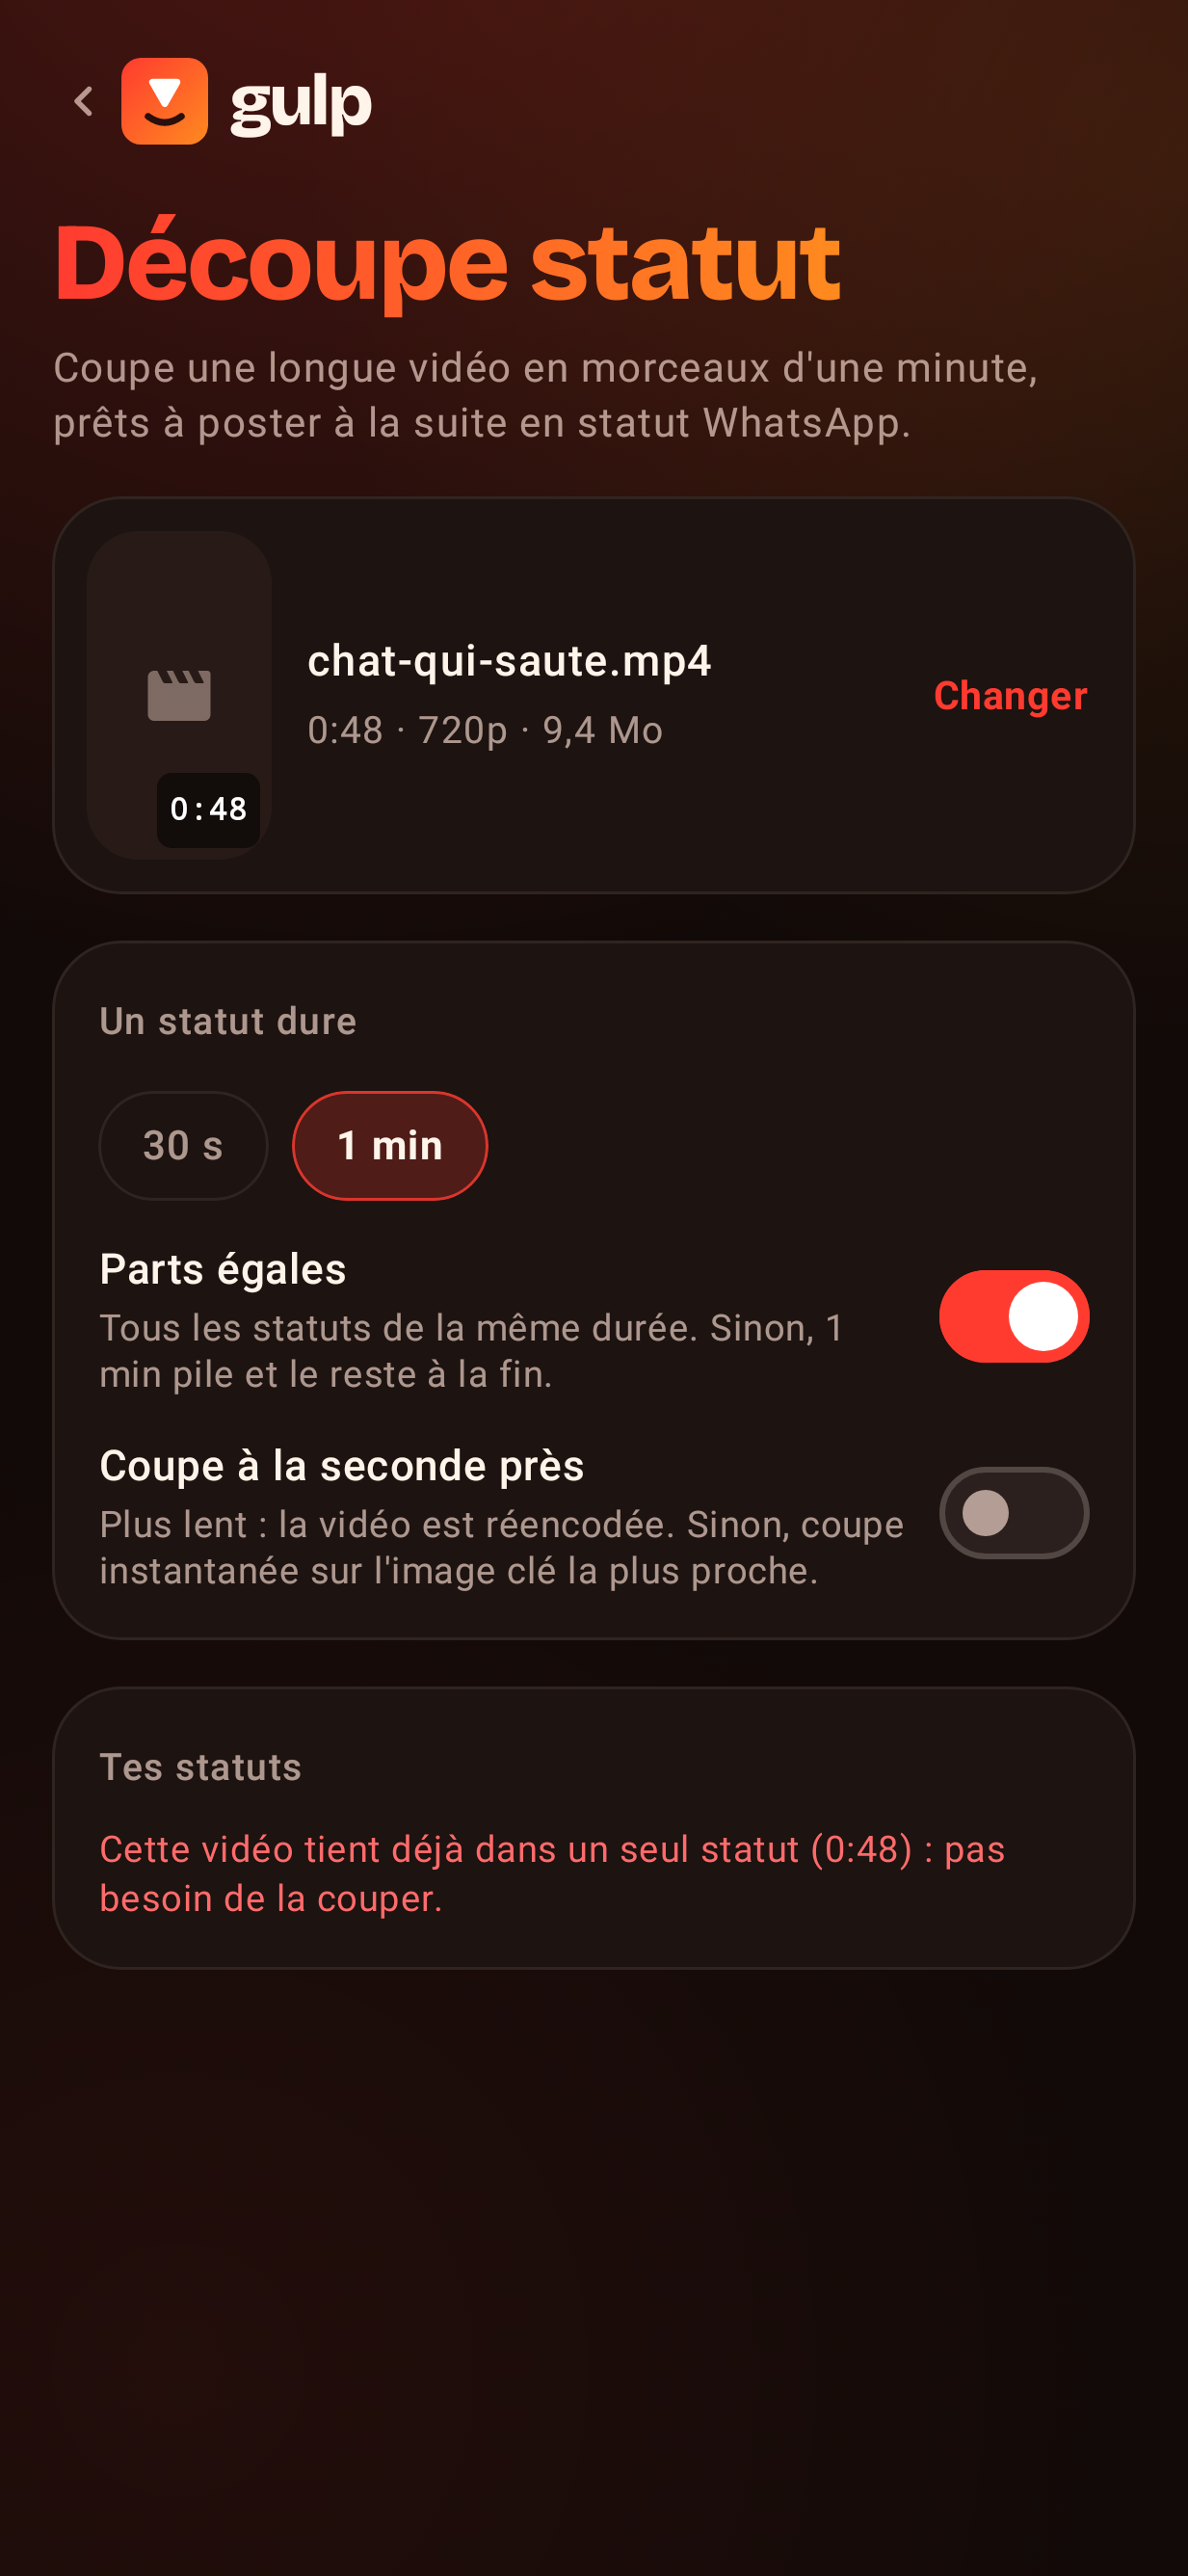 gulp
Découpe statut
Coupe une longue vidéo en morceaux d'une minute,
prêts à poster à la suite en statut WhatsApp.
chat-qui-saute.mp4
0:48 · 720p · 9,4 Mo
Changer
0:48
Un statut dure
30 s
1 min
Parts égales
Tous les statuts de la même durée. Sinon, 1
min pile et le reste à la fin.
Coupe à la seconde près
Plus lent : la vidéo est réencodée. Sinon, coupe
instantanée sur l'image clé la plus proche.
Tes statuts
Cette vidéo tient déjà dans un seul statut (0:48) : pas
besoin de la couper.